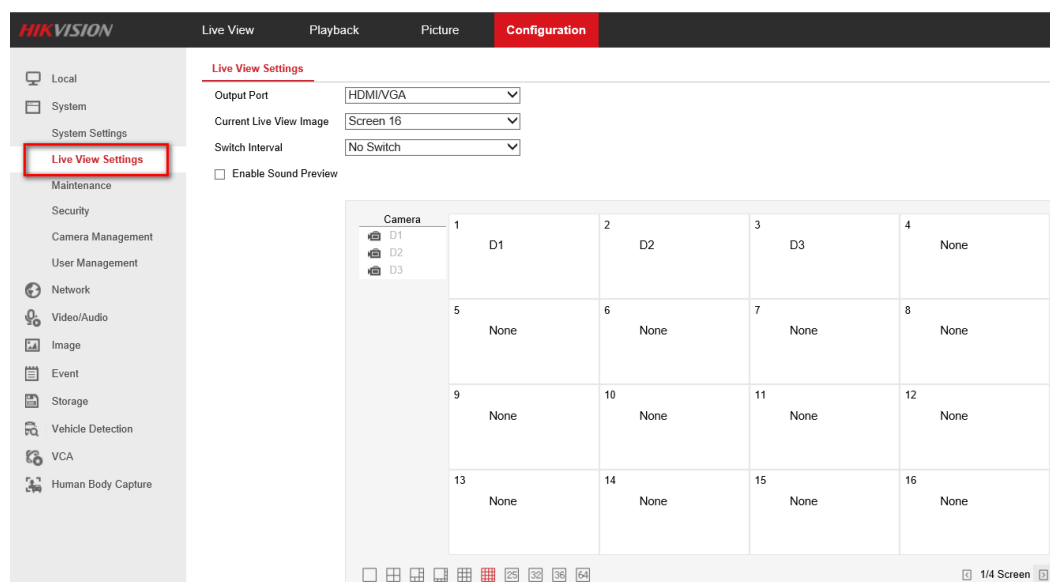 HIKVISION Live View Playback Picture Configuration
Local
System
System Settings
Live View Settings
Maintenance
Security
Camera Management
User Management
Network
Video/Audio
Image
Event
Storage
Vehicle Detection
VCA
Human Body Capture
Live View Settings
Output Port HDMI/VGA
Current Live View Image Screen 16
Switch Interval No Switch
Enable Sound Preview
Camera
D1
D2
D3
1 2 3 4
D1 D2 D3 None
5 6 7 8
None None None None
9 10 11 12
None None None None
13 14 15 16
None None None None
25 32 36 64 1/4 Screen